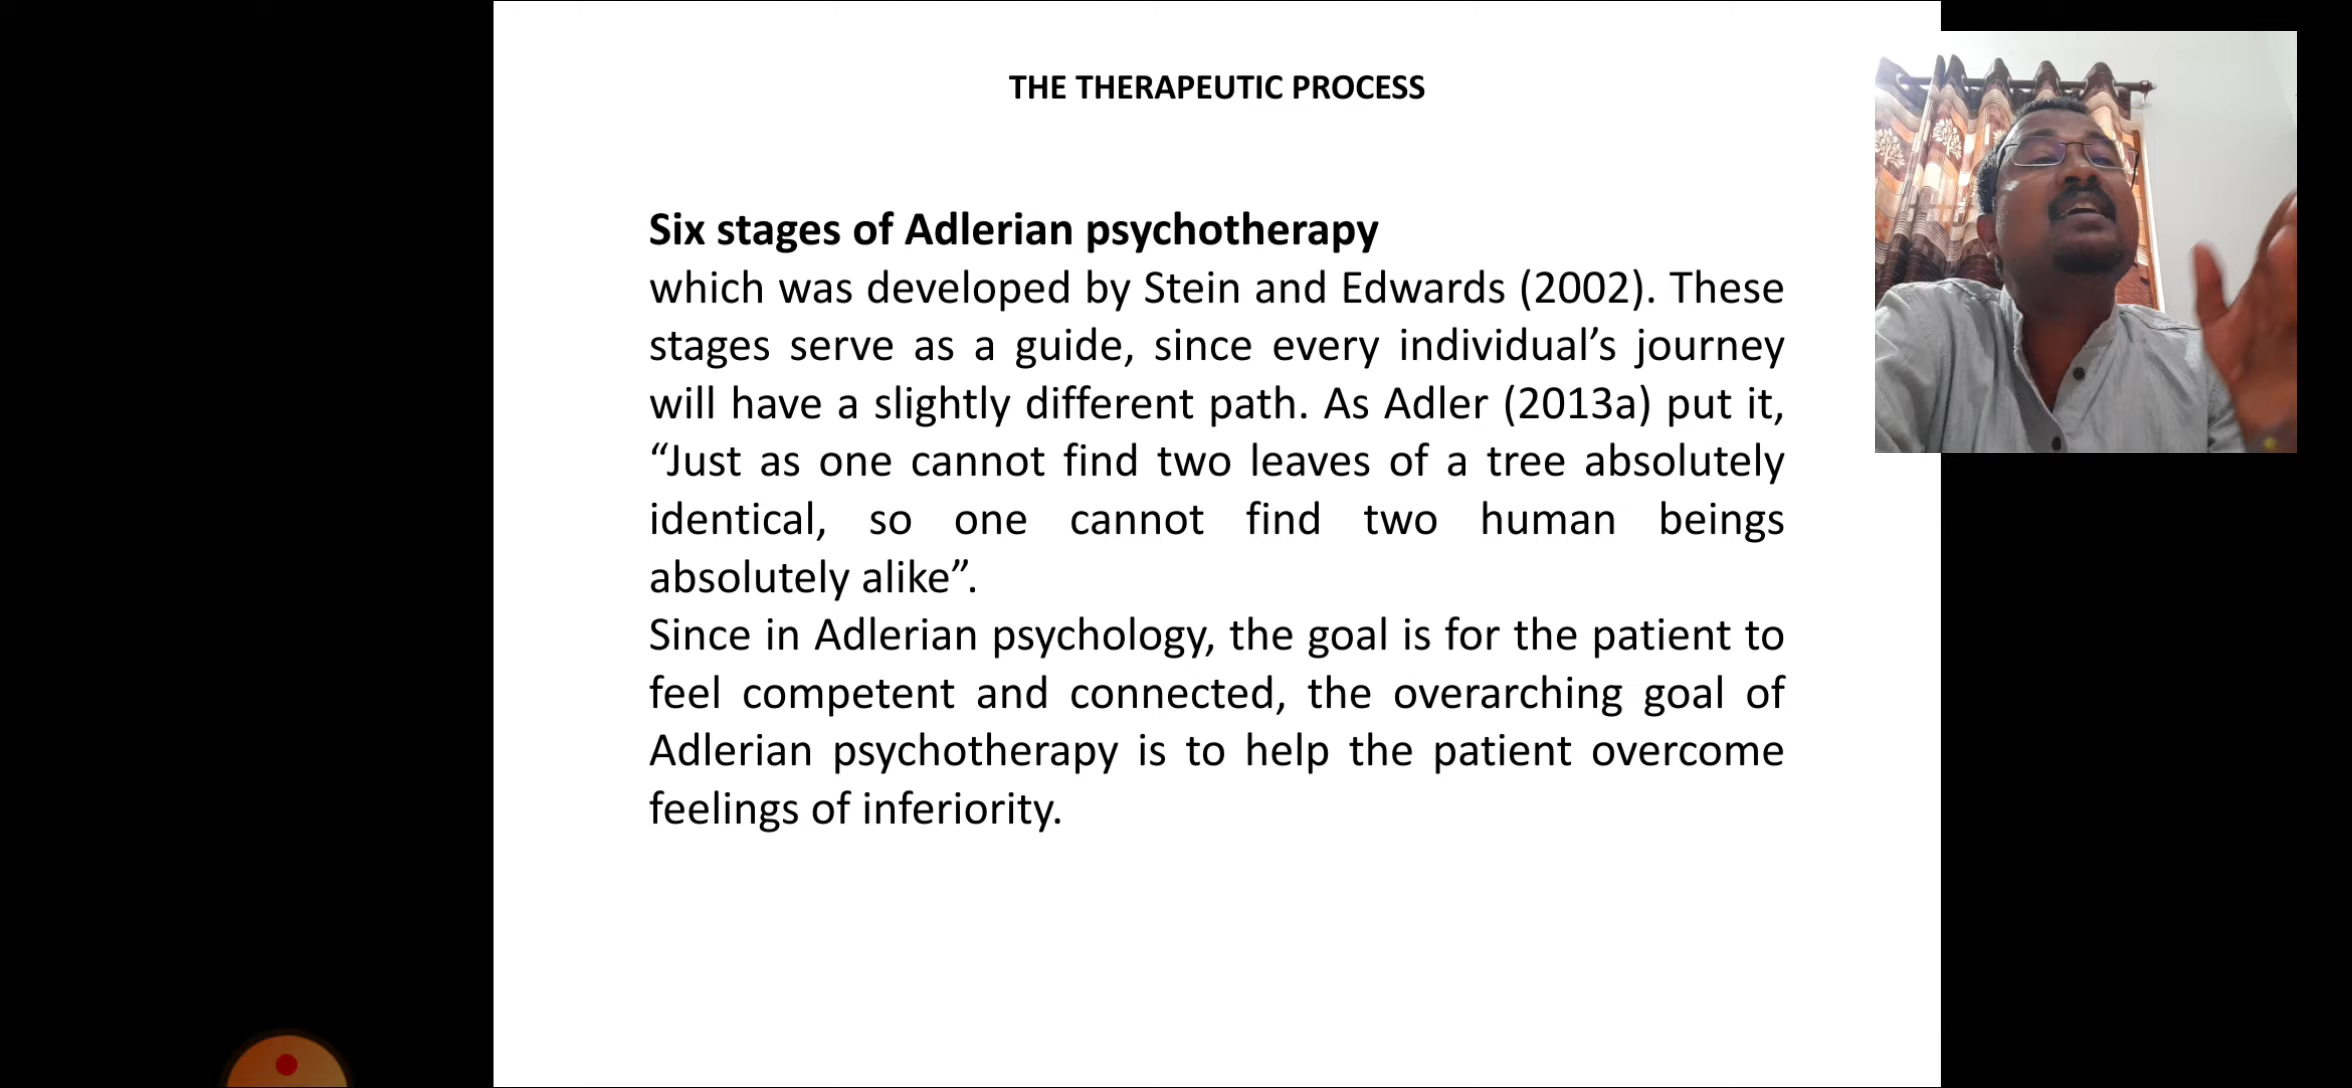 THE THERAPEUTIC PROCESS
Six stages of Adlerian psychotherapy
which was developed by Stein and Edwards (2002). These
stages serve as a guide, since every individual’s journey
will have a slightly different path. As Adler (2013a) put it,
“Just as one cannot find two leaves of a tree absolutely
identical, so one cannot find two human beings
absolutely alike”.
Since in Adlerian psychology, the goal is for the patient to
feel competent and connected, the overarching goal of
Adlerian psychotherapy is to help the patient overcome
feelings of inferiority.